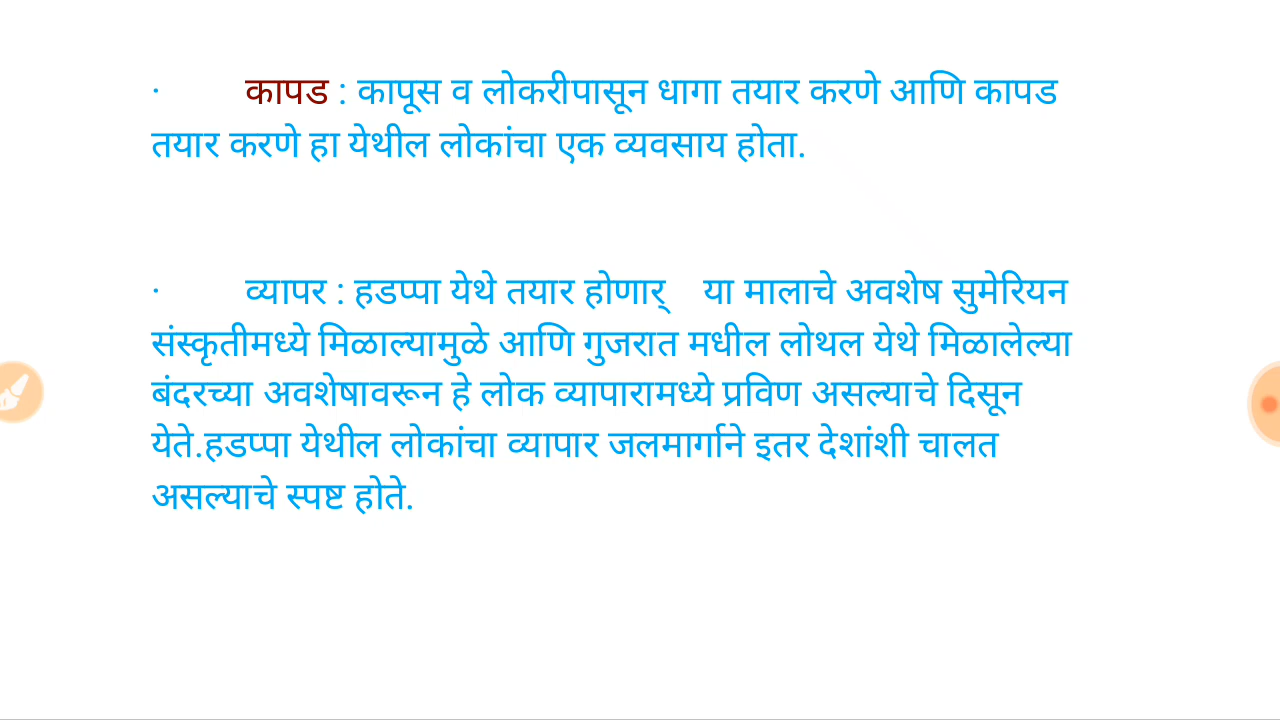 · कापड : कापूस व लोकरीपासून धागा तयार करणे आणि कापड
तयार करणे हा येथील लोकांचा एक व्यवसाय होता.
· व्यापर : हडप्पा येथे तयार होणार् या मालाचे अवशेष सुमेरियन
संस्कृतीमध्ये मिळाल्यामुळे आणि गुजरात मधील लोथल येथे मिळालेल्या
बंदरच्या अवशेषावरून हे लोक व्यापारामध्ये प्रविण असल्याचे दिसून
येते.हडप्पा येथील लोकांचा व्यापार जलमार्गाने इतर देशांशी चालत
असल्याचे स्पष्ट होते.